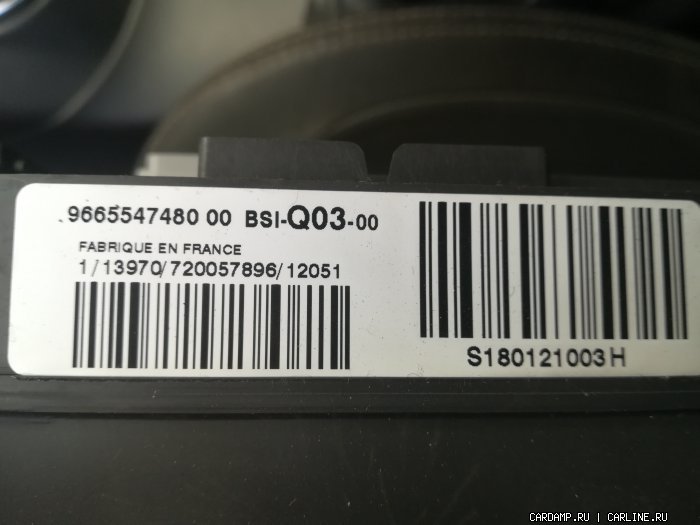 9665547480 00 BSI-Q03-00
FABRIQUE EN FRANCE
1/13970/720057896/12051
S180121003H
CARDAMP.RU | CARLINE.RU